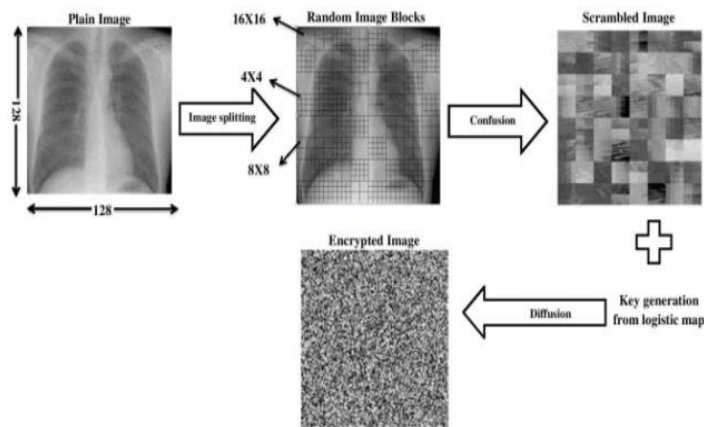 Plain Image
Random Image Blocks
Scrambled Image
16X16
128
4X4
Image splitting
Confusion
8X8
128
Encrypted Image
Diffusion
Key generation
from logistic map